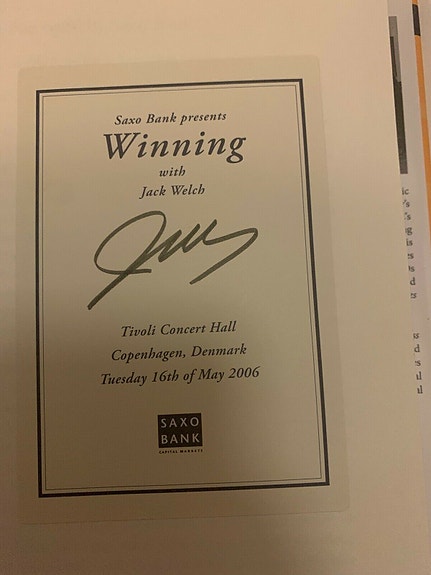 Saxo Bank presents
Winning
with
Jack Welch
Tivoli Concert Hall
Copenhagen, Denmark
Tuesday 16th of May 2006
SAXO
BANK
CAPITAL MARKETS